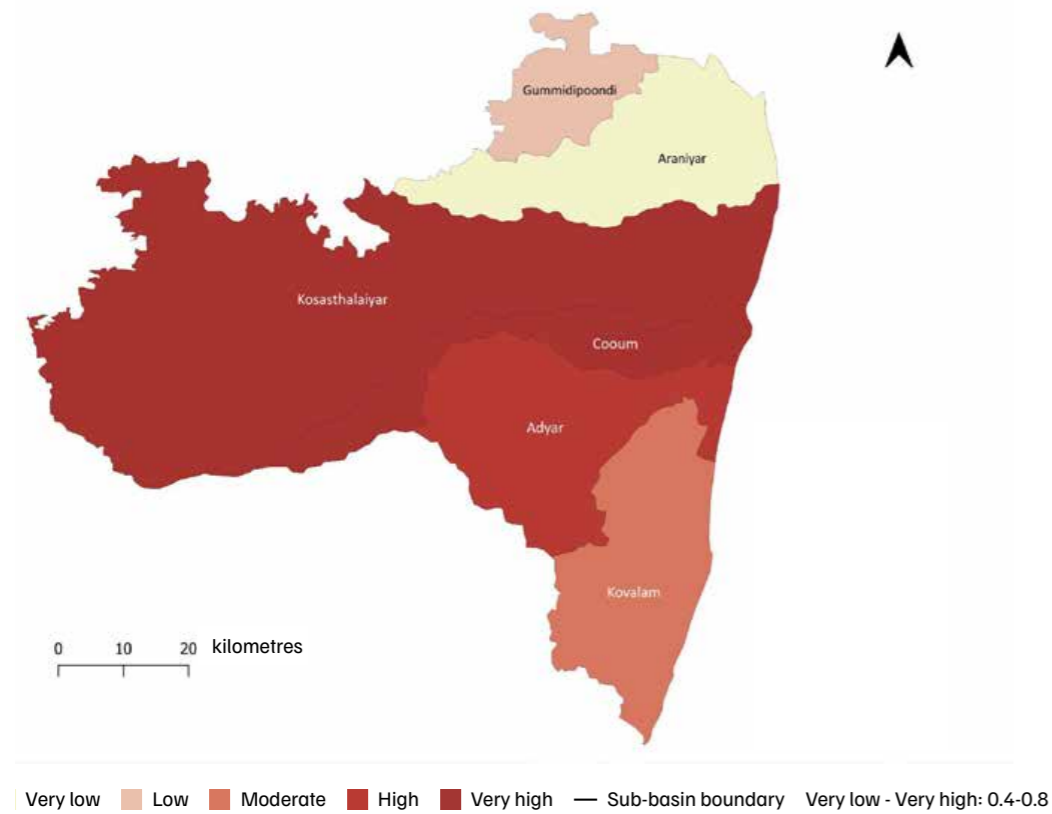 Gummidipoondi
Araniyar
Kosasthalaiyar
Cooum
Adyar
Kovalam
0 10 20 kilometres
Very low Low Moderate High Very high Sub-basin boundary Very low - Very high: 0.4-0.8